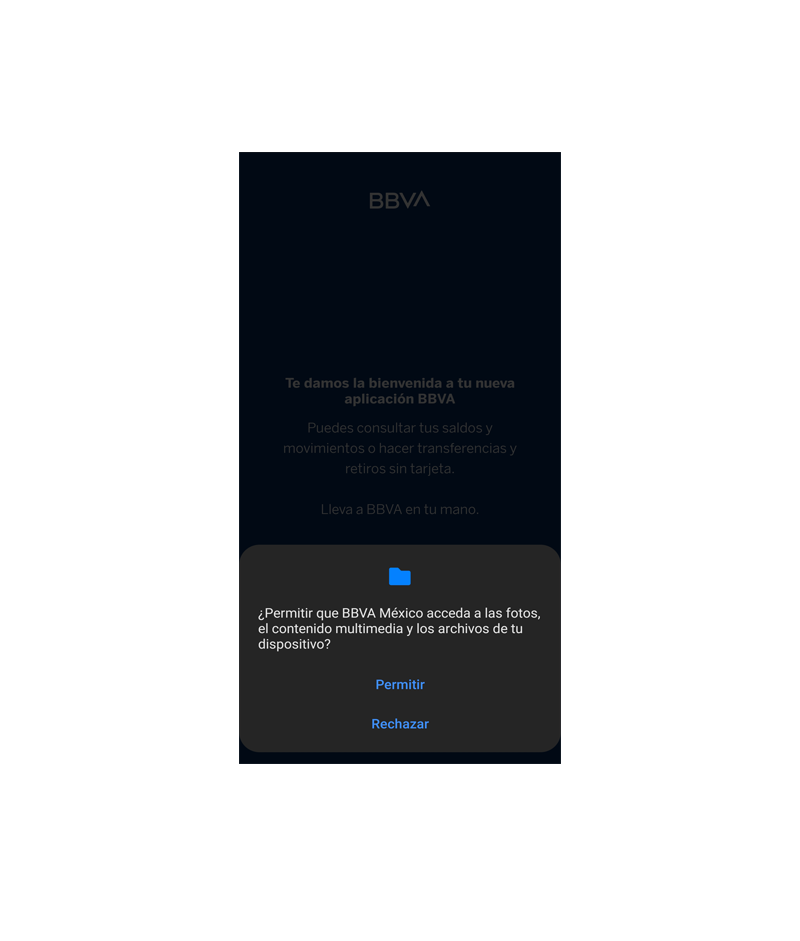 BBVA
Te damos la bienvenida a tu nueva
aplicación BBVA
Puedes consultar tus saldos y
movimientos o hacer transferencias y
retiros sin tarjeta.
Lleva a BBVA en tu mano.
¿Permitir que BBVA México acceda a las fotos,
el contenido multimedia y los archivos de tu
dispositivo?
Permitir
Rechazar